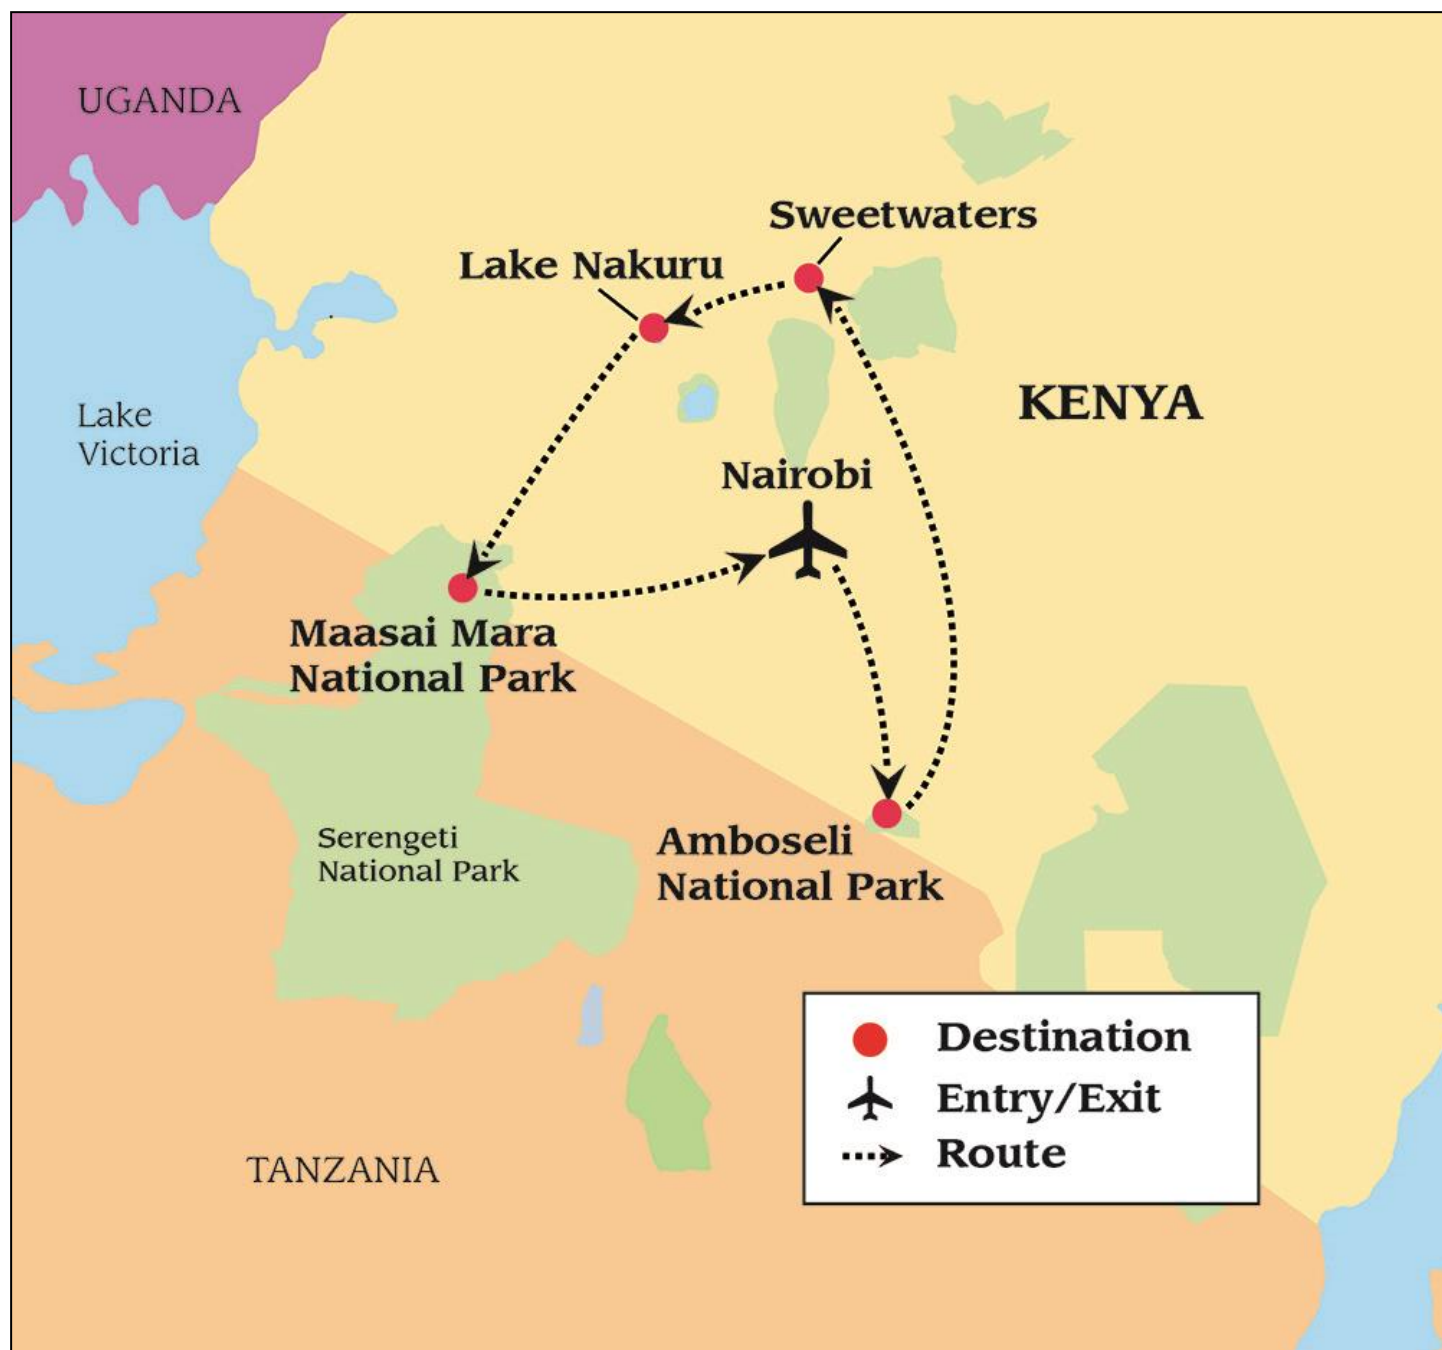 UGANDA
Sweetwaters
Lake Nakuru
KENYA
Lake
Victoria
Nairobi
Maasai Mara
National Park
Serengeti
National Park
Amboseli
National Park
Destination
Entry/Exit
Route
TANZANIA